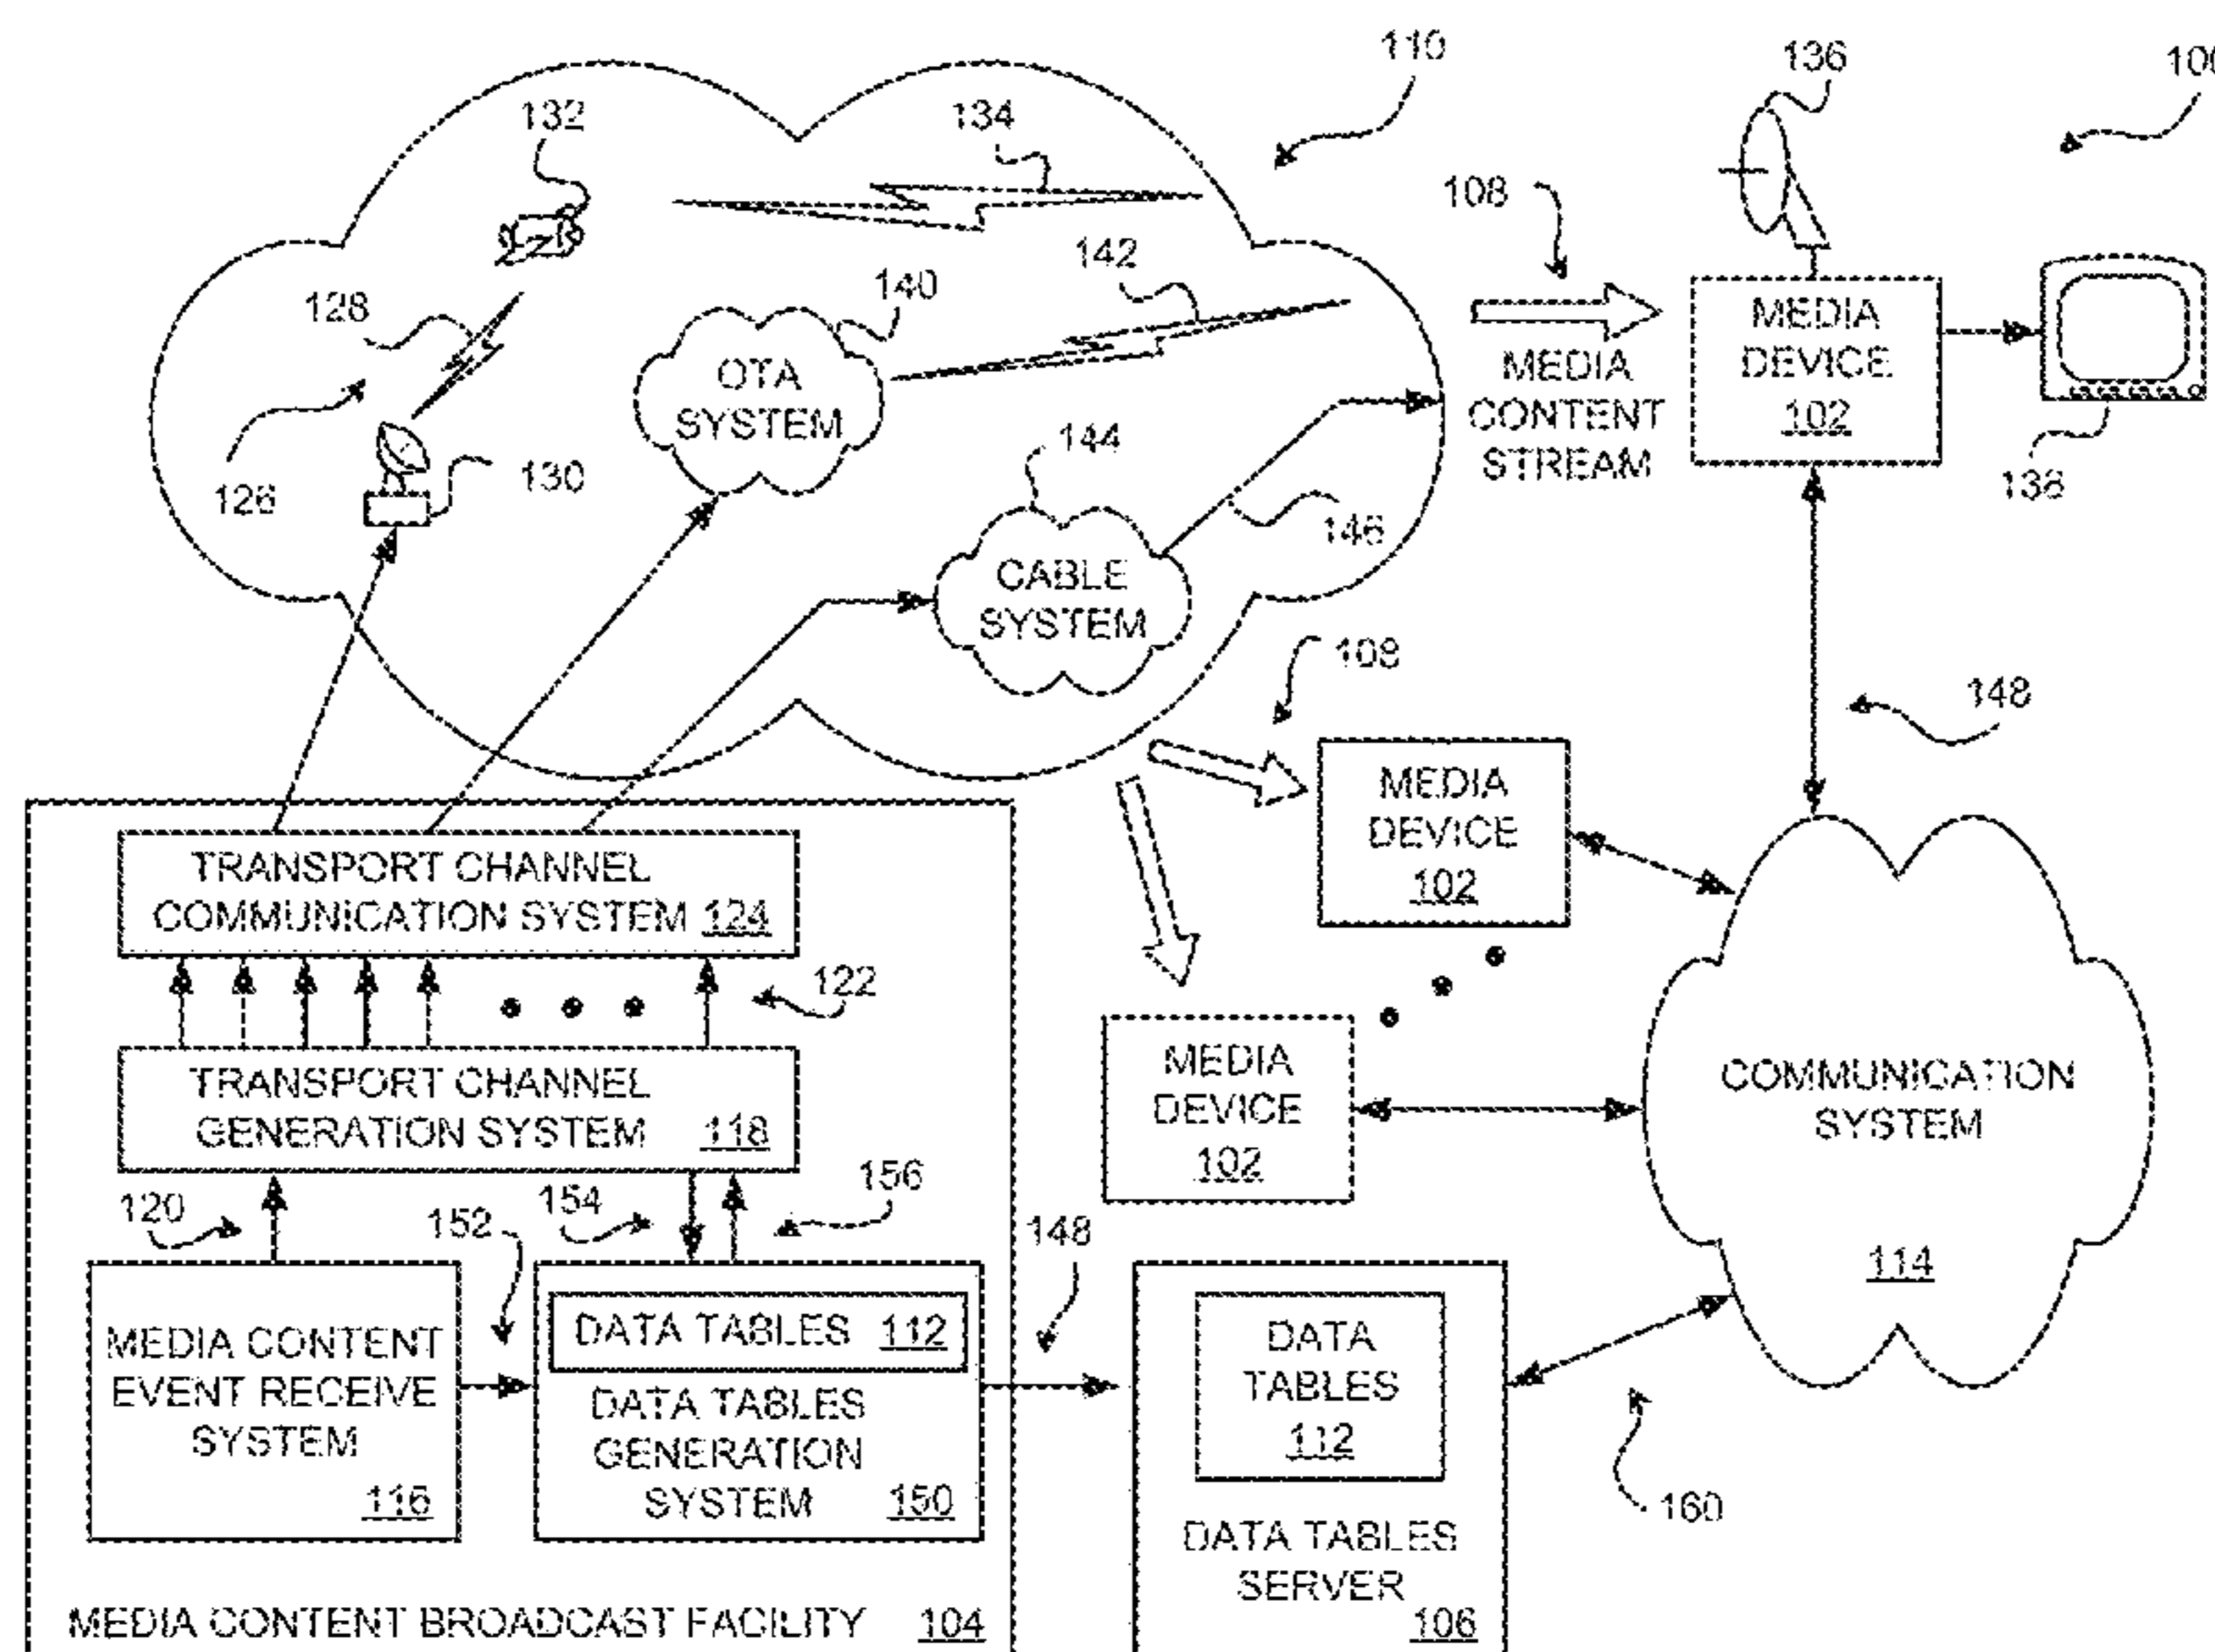 110
136
132
134
108
142
140
128
MEDIA
DEVICE
102
OTA
SYSTEM
MEDIA
CONTENT
STREAM
144
126
130
138
146
CABLE
SYSTEM
108
148
MEDIA
DEVICE
102
TRANSPORT CHANNEL
COMMUNICATION SYSTEM 124
122
MEDIA
DEVICE
102
COMMUNICATION
SYSTEM
114
TRANSPORT CHANNEL
GENERATION SYSTEM 118
120
152
154
156
148
MEDIA CONTENT
EVENT RECEIVE
SYSTEM
116
DATA TABLES 112
DATA TABLES
GENERATION
SYSTEM 150
DATA
TABLES
112
DATA TABLES
SERVER
106
160
MEDIA CONTENT BROADCAST FACILITY 104